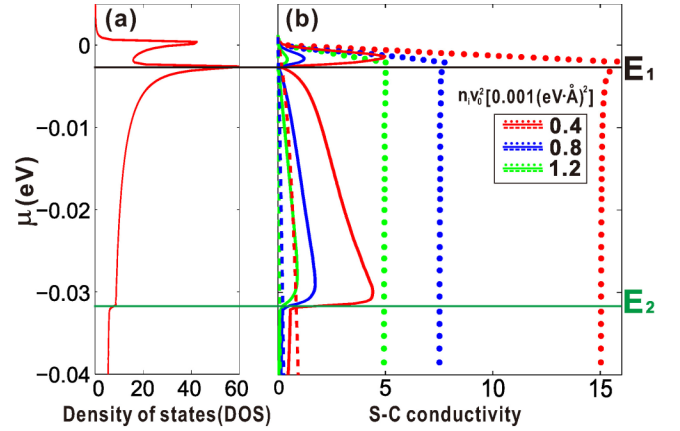 (a)
(b)
0
−0.01
−0.02
−0.03
−0.04
μ(eV)
0 20 40 60
Density of states(DOS)
0 5 10 15
S-C conductivity
E1
E2
nᵢv₀²[0.001(eV·Å)²]
0.4
0.8
1.2